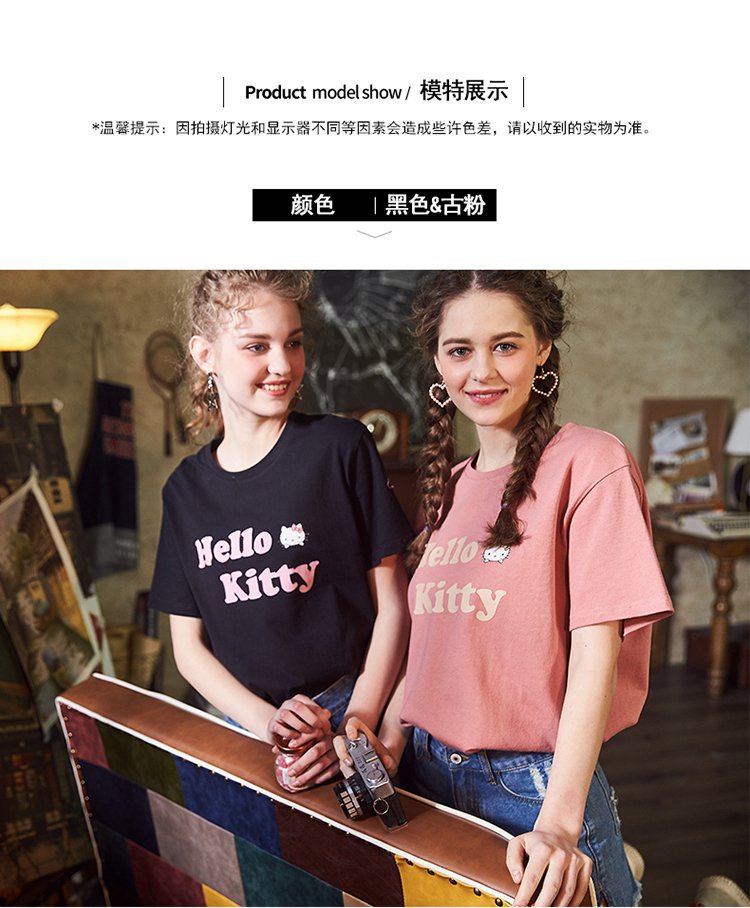 Product model show / 模特展示
*温馨提示：因拍摄灯光和显示器不同等因素会造成些许色差，请以收到的实物为准。
颜色 | 黑色&古粉
Hello
Kitty
Hello
Kitty